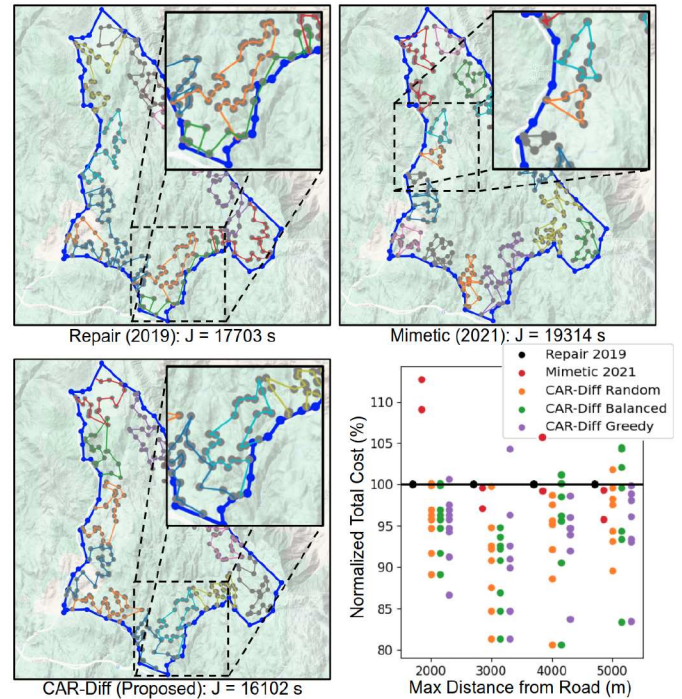 Repair (2019): J = 17703 s
Mimetic (2021): J = 19314 s
CAR-Diff (Proposed): J = 16102 s
Repair 2019
Mimetic 2021
CAR-Diff Random
CAR-Diff Balanced
CAR-Diff Greedy
Normalized Total Cost (%)
110
105
100
95
90
85
80
2000
3000
4000
5000
Max Distance from Road (m)